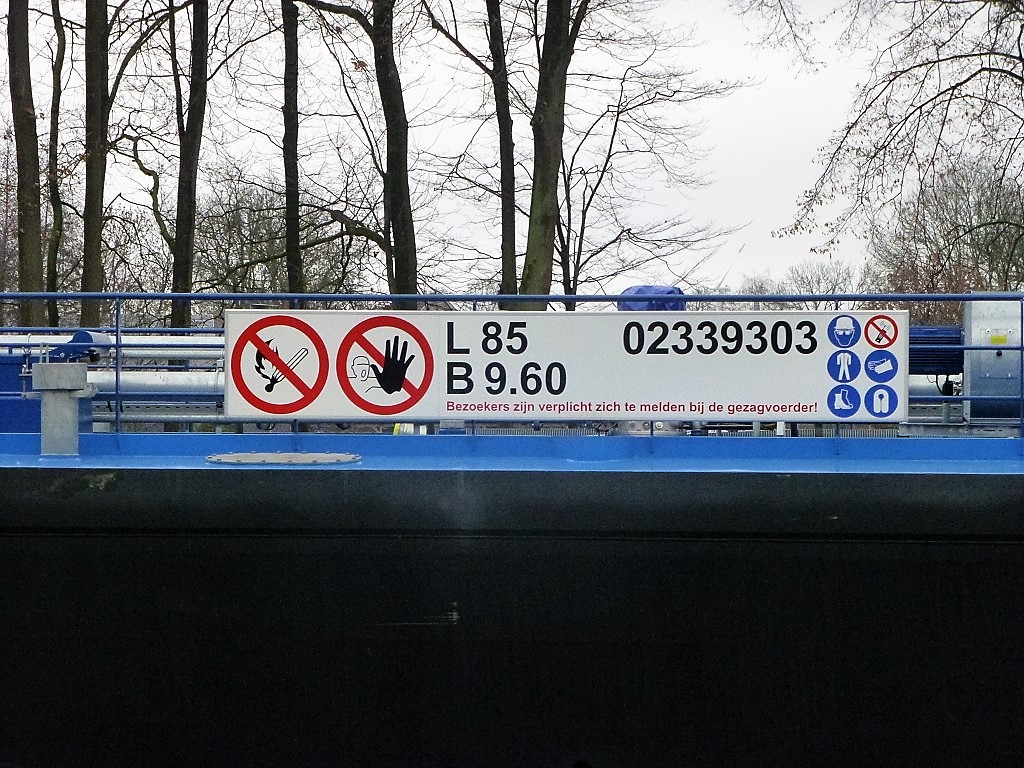 L 85 02339303
B 9.60
Bezoekers zijn verplicht zich te melden bij de gezagvoerder!